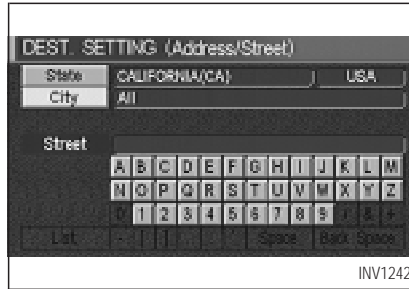 DEST. SETTING (Address/Street)
State CALIFORNIA(CA) USA
City All
Street
A B C D E F G H I J K L M
N O P Q R S T U V W X Y Z
0 1 2 3 4 5 6 7 8 9 / & +
List - Space Back Space
INV1242